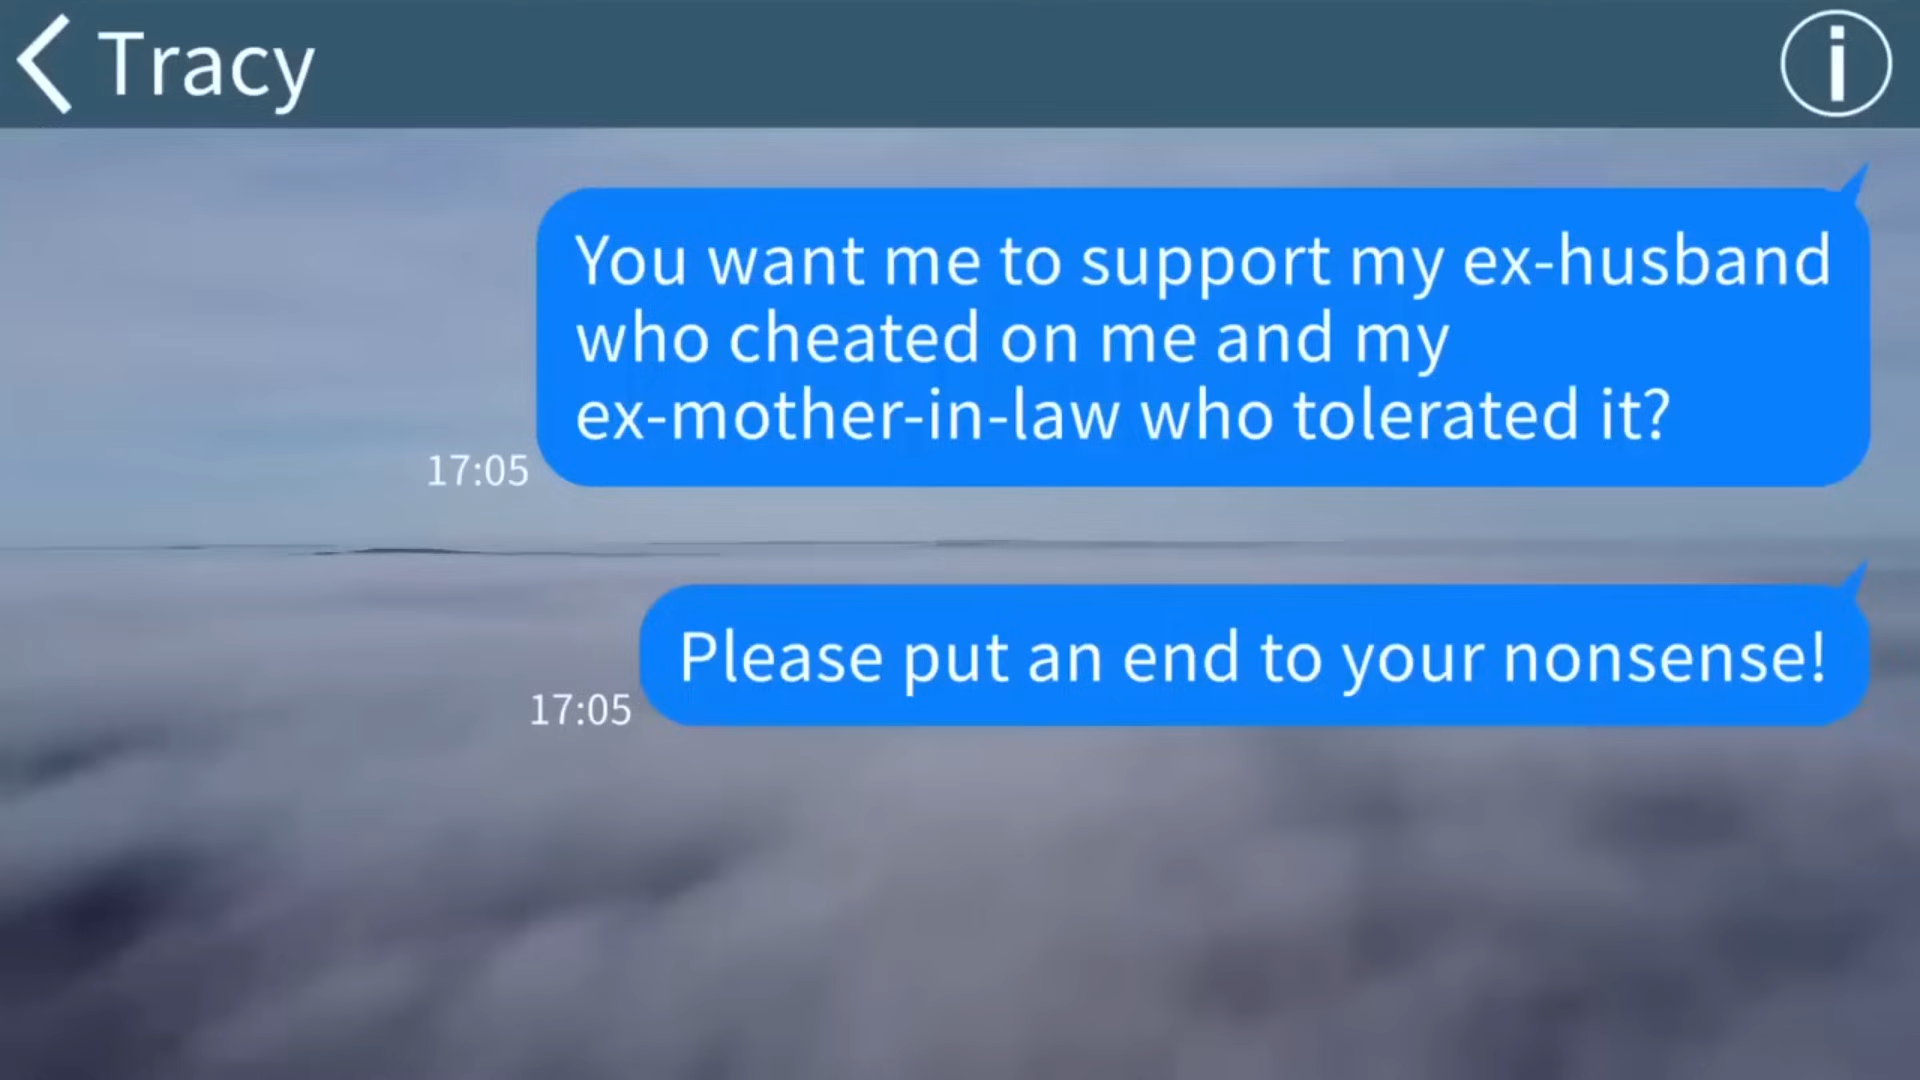 Tracy
You want me to support my ex-husband
who cheated on me and my
ex-mother-in-law who tolerated it?
17:05
Please put an end to your nonsense!
17:05